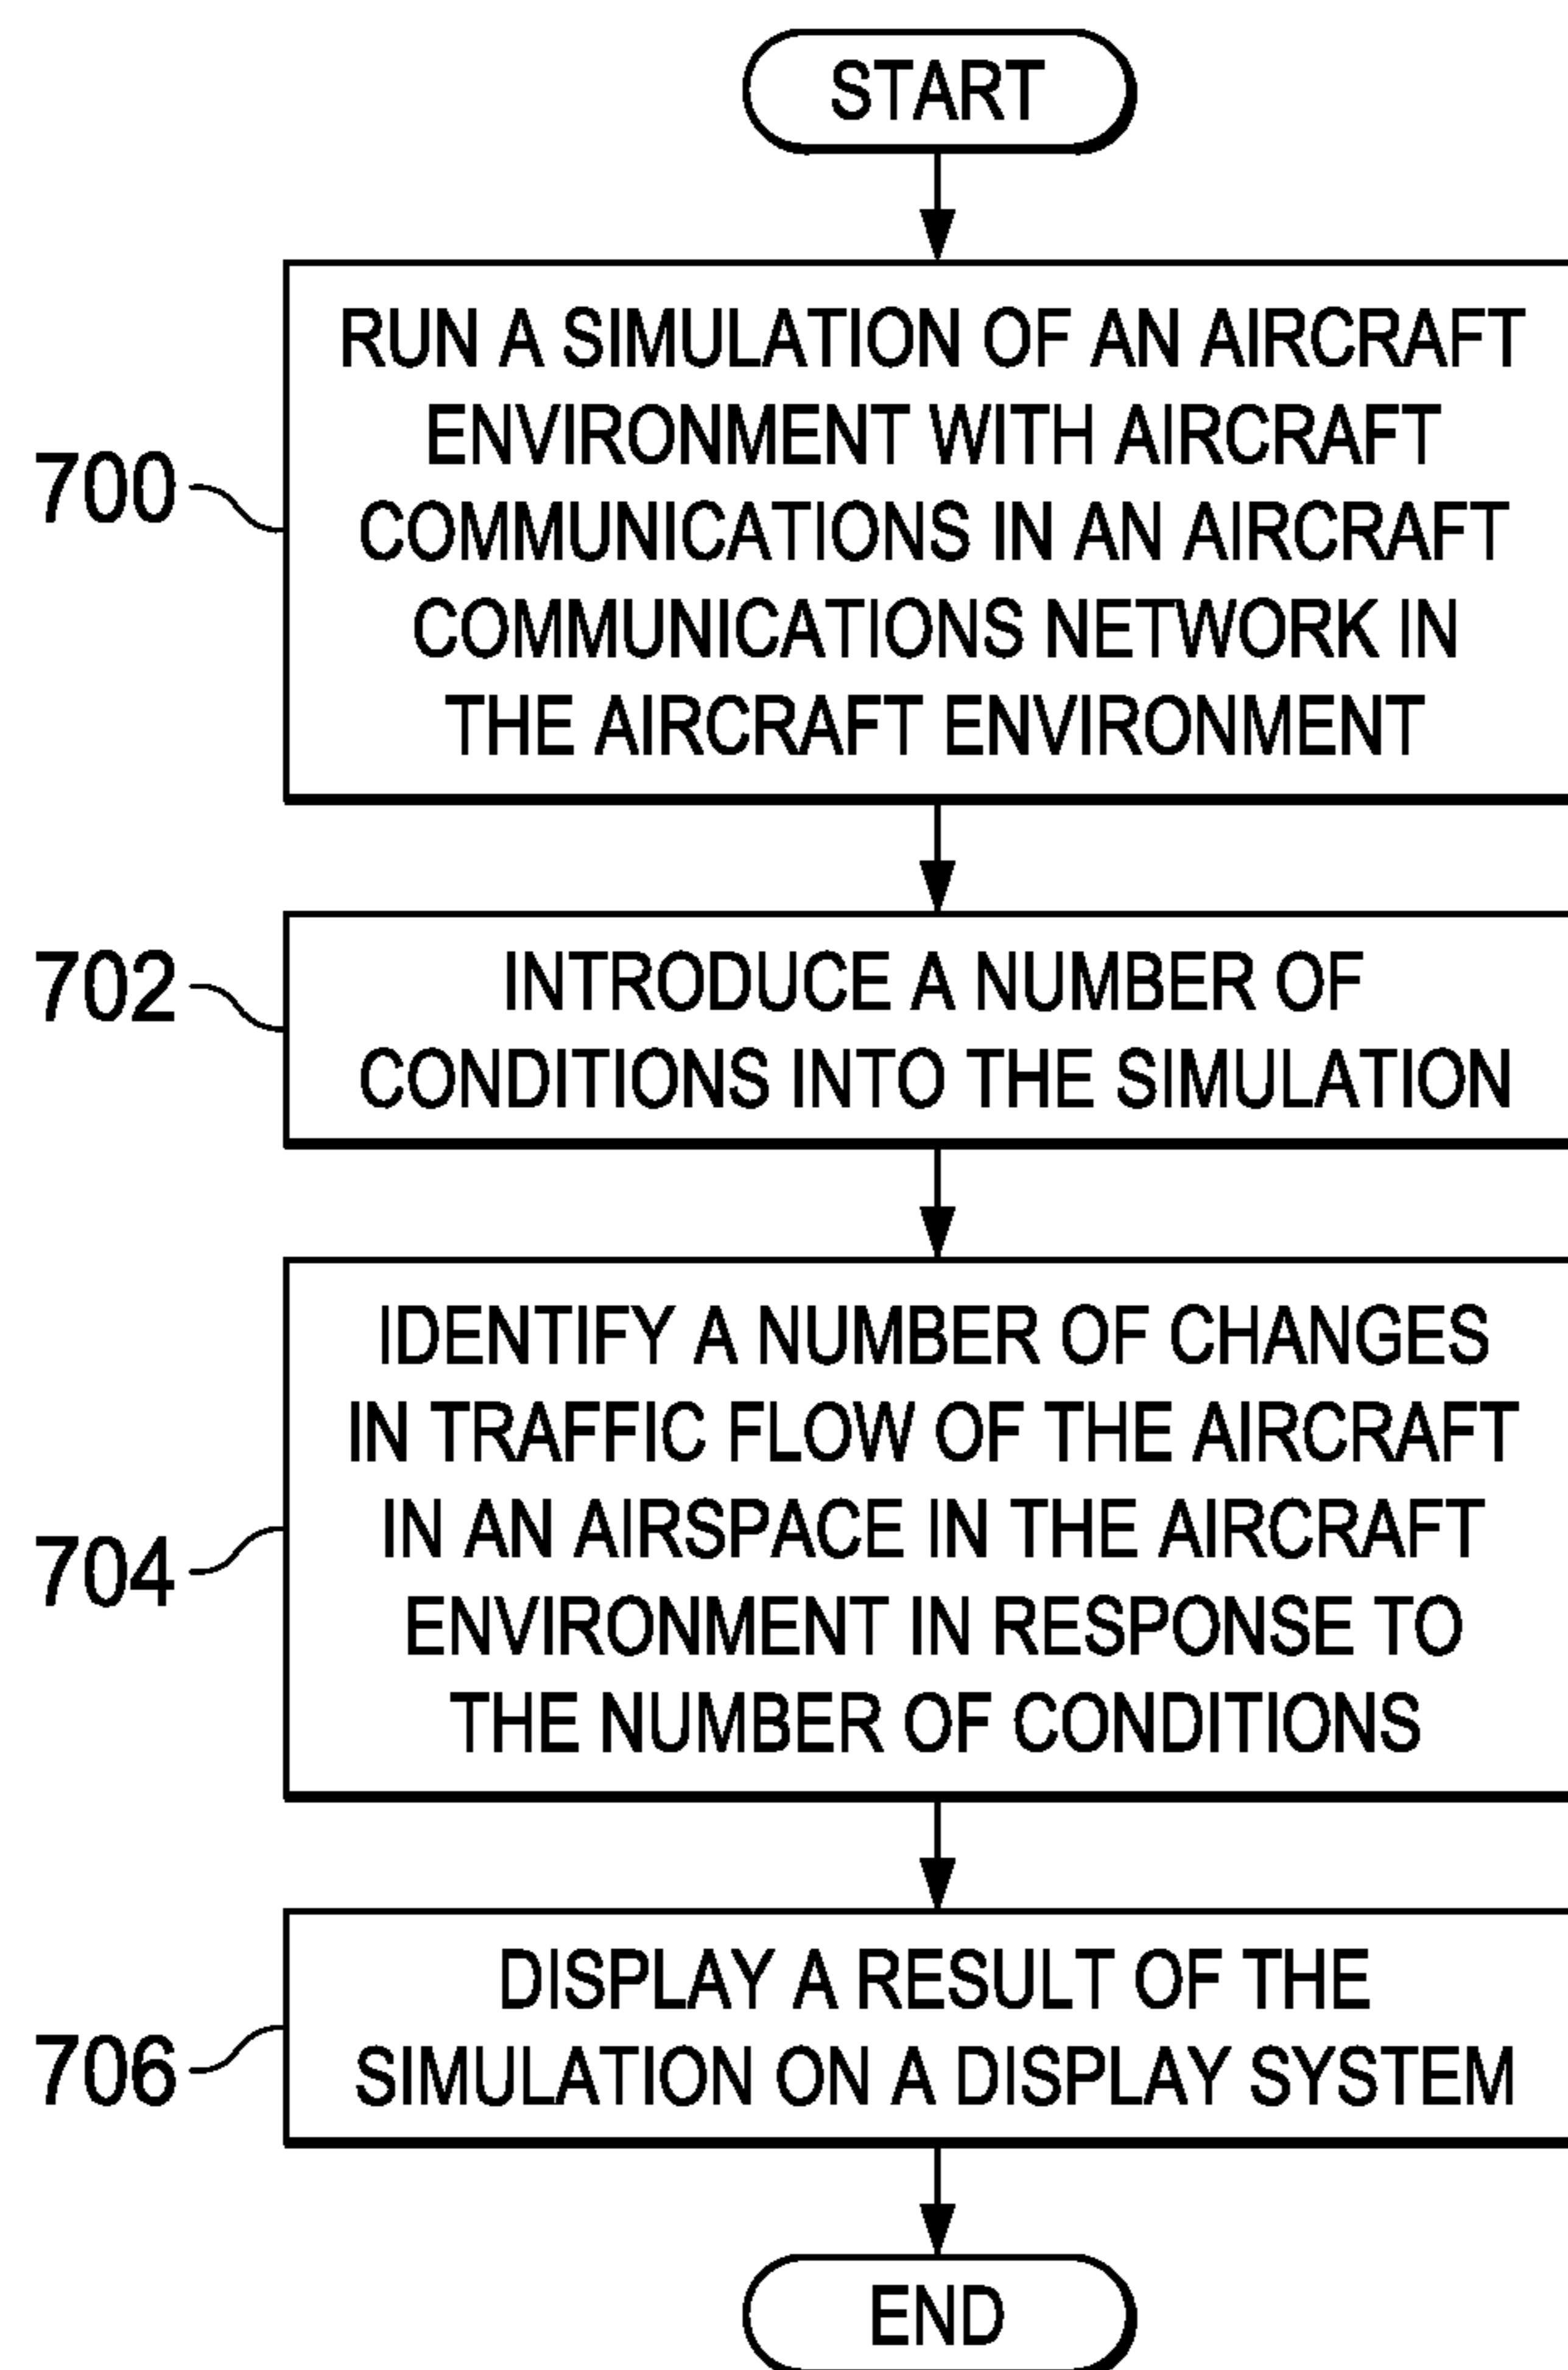 START
RUN A SIMULATION OF AN AIRCRAFT
ENVIRONMENT WITH AIRCRAFT
COMMUNICATIONS IN AN AIRCRAFT
COMMUNICATIONS NETWORK IN
THE AIRCRAFT ENVIRONMENT
700
INTRODUCE A NUMBER OF
CONDITIONS INTO THE SIMULATION
702
IDENTIFY A NUMBER OF CHANGES
IN TRAFFIC FLOW OF THE AIRCRAFT
IN AN AIRSPACE IN THE AIRCRAFT
ENVIRONMENT IN RESPONSE TO
THE NUMBER OF CONDITIONS
704
DISPLAY A RESULT OF THE
SIMULATION ON A DISPLAY SYSTEM
706
END